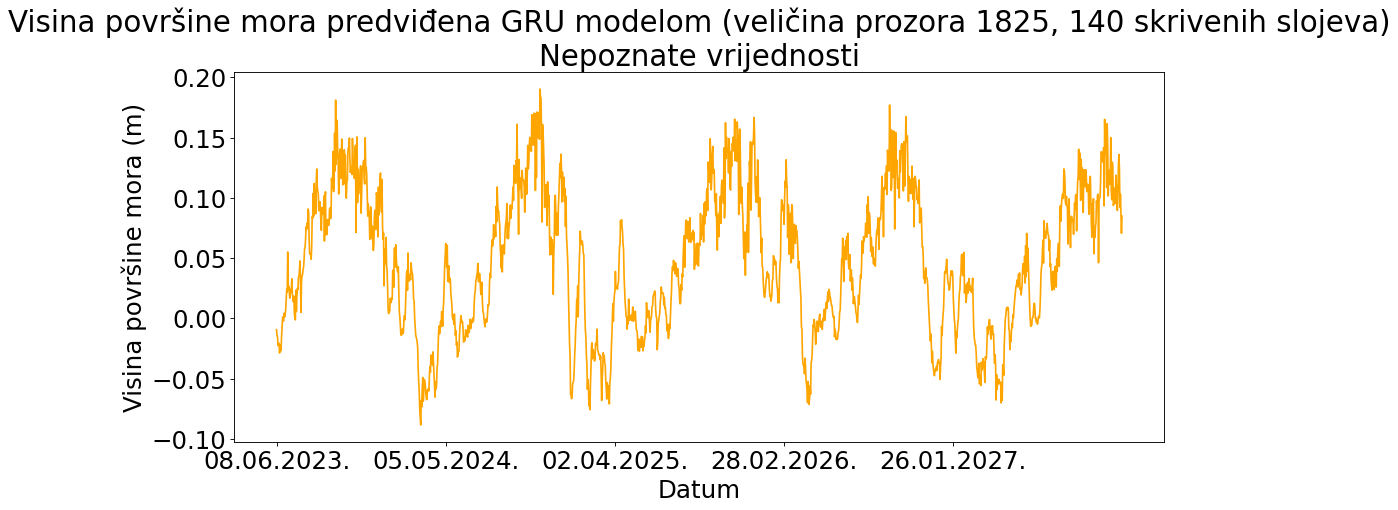 Visina površine mora predviđena GRU modelom (veličina prozora 1825, 140 skrivenih slojeva)
Nepoznate vrijednosti
Visina površine mora (m)
0.20
0.15
0.10
0.05
0.00
−0.05
−0.10
08.06.2023. 05.05.2024. 02.04.2025. 28.02.2026. 26.01.2027.
Datum